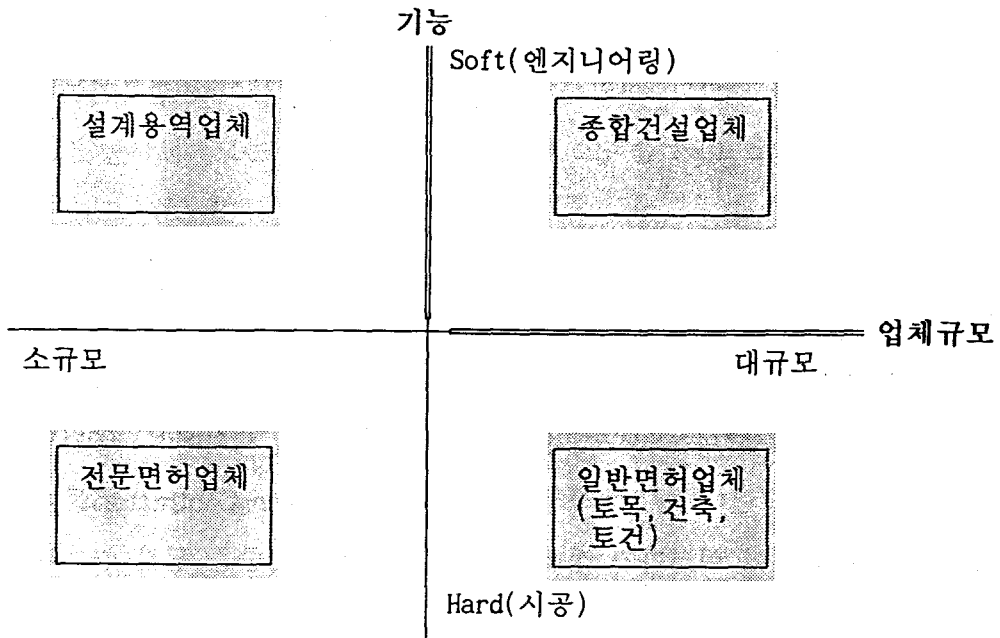 기능
Soft(엔지니어링)
설계용역업체
종합건설업체
업체규모
소규모
대규모
전문면허업체
일반면허업체
(토목, 건축,
토건)
Hard(시공)